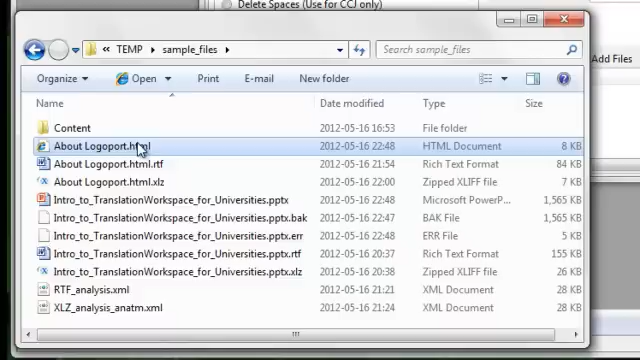 Delete Spaces (Use for CCJ only)
TEMP sample_files
Search sample_files
Add Files
Organize Open Print E-mail New folder
Name Date modified Type Size
Content 2012-05-16 16:53 File folder
About Logoport.html 2012-05-16 22:48 HTML Document 8 KB
About Logoport.html.rtf 2012-05-16 21:54 Rich Text Format 84 KB
About Logoport.html.xlz 2012-05-16 22:00 Zipped XLIFF file 7 KB
Intro_to_TranslationWorkspace_for_Universities.pptx 2012-05-16 22:48 Microsoft PowerP... 1,565 KB
Intro_to_TranslationWorkspace_for_Universities.pptx.bak 2012-05-16 22:48 BAK File 1,565 KB
Intro_to_TranslationWorkspace_for_Universities.pptx.err 2012-05-16 22:48 ERR File 5 KB
Intro_to_TranslationWorkspace_for_Universities.pptx.rtf 2012-05-16 20:37 Rich Text Format 155 KB
Intro_to_TranslationWorkspace_for_Universities.pptx.xlz 2012-05-16 20:38 Zipped XLIFF file 26 KB
RTF_analysis.xml 2012-05-16 21:21 XML Document 28 KB
XLZ_analysis_anatm.xml 2012-05-16 21:24 XML Document 28 KB